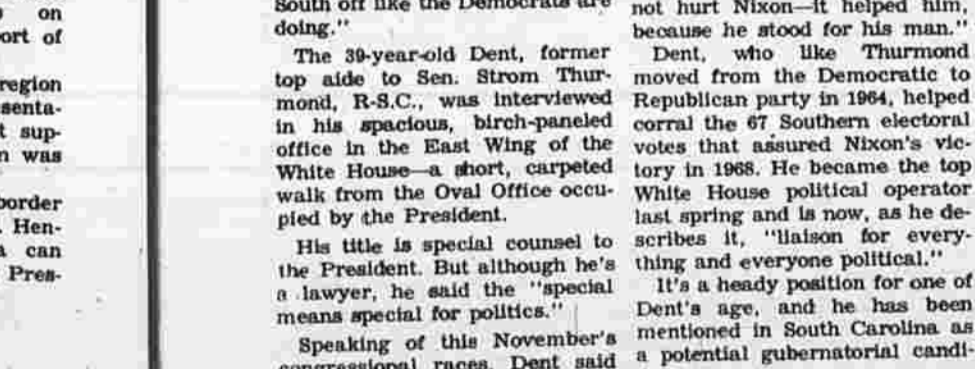 on
ort of
region
senta-
t sup-
n was
border
. Hen-
a can
Pres-
South off like the Democrats are
doing."
The 39-year-old Dent, former
top aide to Sen. Strom Thur-
mond, R-S.C., was interviewed
in his spacious, birch-paneled
office in the East Wing of the
White House—a short, carpeted
walk from the Oval Office occu-
pied by the President.
His title is special counsel to
the President. But although he's
a lawyer, he said the "special
means special for politics."
Speaking of this November's
congressional races, Dent said
not hurt Nixon—it helped him,
because he stood for his man."
Dent, who like Thurmond
moved from the Democratic to
Republican party in 1964, helped
corral the 67 Southern electoral
votes that assured Nixon's vic-
tory in 1968. He became the top
White House political operator
last spring and is now, as he de-
scribes it, "liaison for every-
thing and everyone political."
It's a heady position for one of
Dent's age, and he has been
mentioned in South Carolina as
a potential gubernatorial candi-